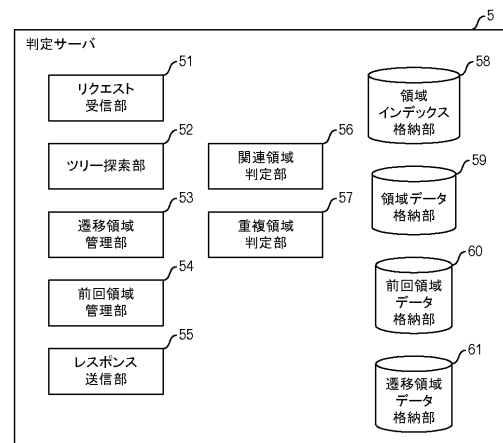 5
判定サーバ
51
リクエスト
受信部
52
ツリー探索部
53
遷移領域
管理部
54
前回領域
管理部
55
レスポンス
送信部
56
関連領域
判定部
57
重複領域
判定部
58
領域
インデックス
格納部
59
領域データ
格納部
60
前回領域
データ
格納部
61
遷移領域
データ
格納部